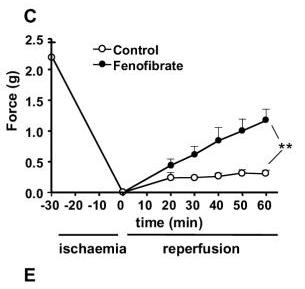 C
2.5
2.0
1.5
1.0
0.5
0.0
Force (g)
Control
Fenofibrate
**
-30 -20 -10 0 10 20 30 40 50 60
time (min)
ischaemia reperfusion
E